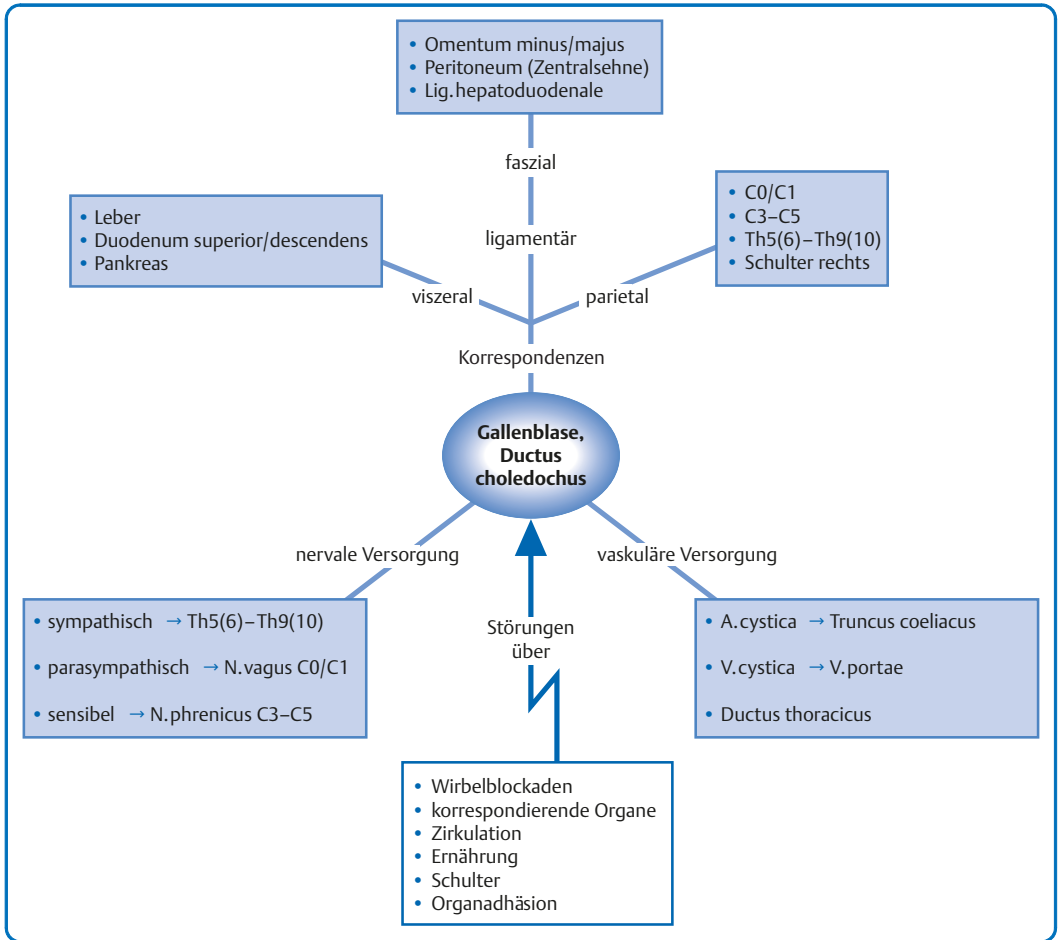 • Omentum minus/majus
• Peritoneum (Zentralsehne)
• Lig. hepatoduodenale
faszial
ligamentär
• Leber
• Duodenum superior/descendens
• Pankreas
viszeral
• C0/C1
• C3–C5
• Th5(6)–Th9(10)
• Schulter rechts
parietal
Korrespondenzen
Gallenblase,
Ductus
choledochus
nervale Versorgung
vaskuläre Versorgung
• sympathisch → Th5(6)–Th9(10)
• parasympathisch → N. vagus C0/C1
• sensibel → N. phrenicus C3–C5
Störungen
über
• A. cystica → Truncus coeliacus
• V. cystica → V. portae
• Ductus thoracicus
• Wirbelblockaden
• korrespondierende Organe
• Zirkulation
• Ernährung
• Schulter
• Organadhäsion